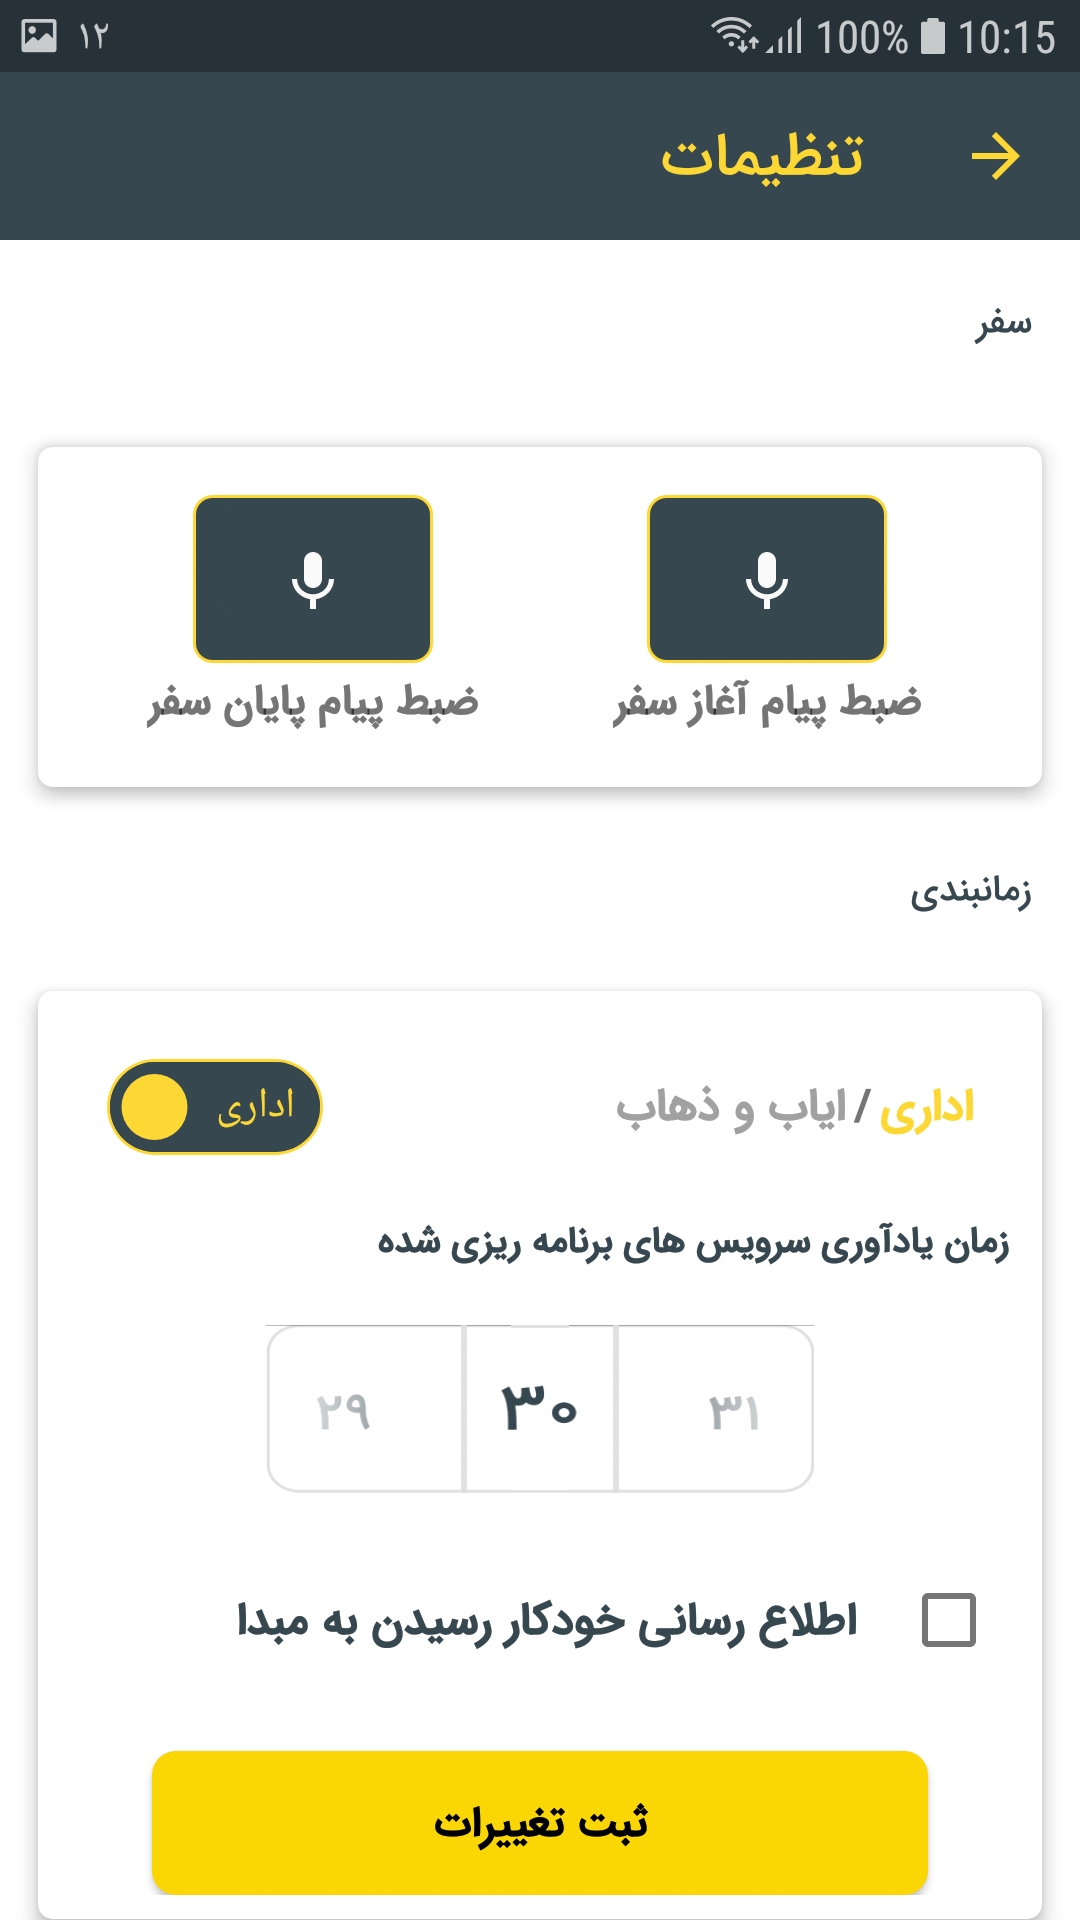 ۱۲ 100% 10:15
تنظیمات
سفر
ضبط پیام آغاز سفر
ضبط پیام پایان سفر
زمانبندی
اداری / ایاب و ذهاب
اداری
زمان یادآوری سرویس های برنامه ریزی شده
۲۹ ۳۰ ۳۱
اطلاع رسانی خودکار رسیدن به مبدا
ثبت تغییرات